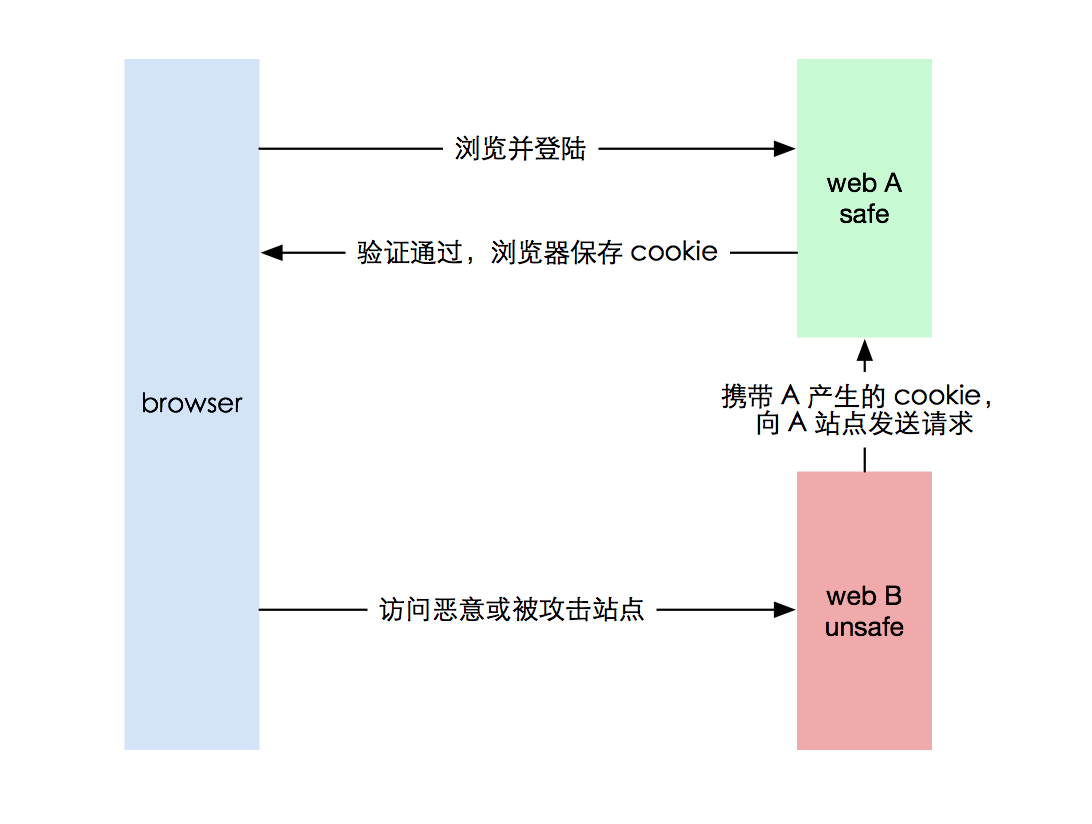 浏览并登陆
web A
safe
验证通过，浏览器保存 cookie
browser
携带 A 产生的 cookie，
向 A 站点发送请求
访问恶意或被攻击站点
web B
unsafe